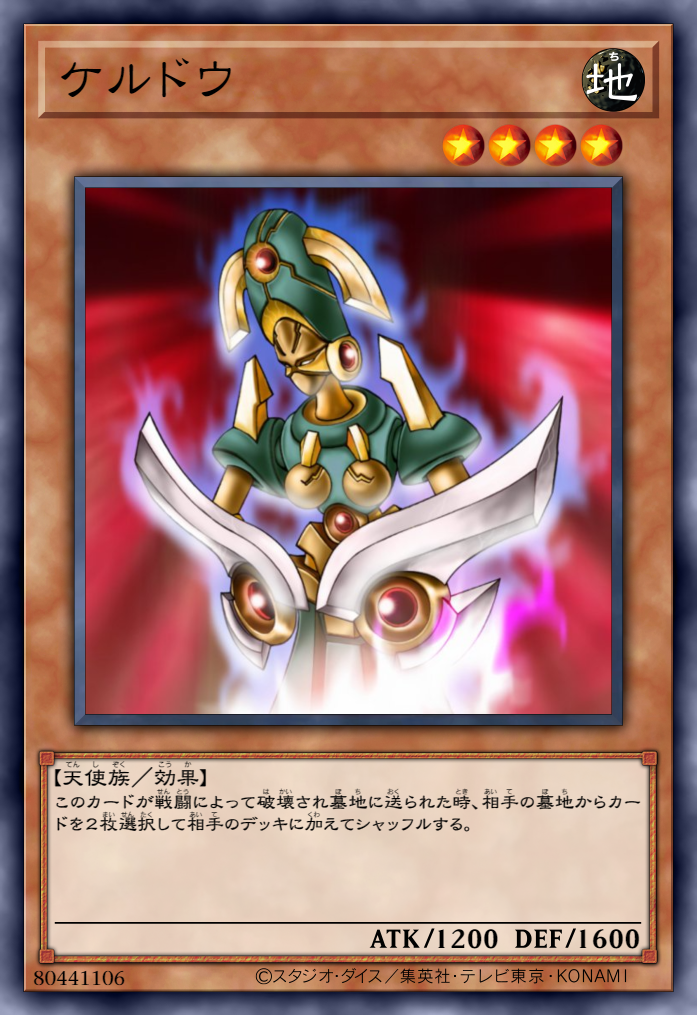 ケルドウ
地
【天使族／効果】
このカードが戦闘によって破壊され墓地に送られた時、相手の墓地からカー
ドを２枚選択して相手のデッキに加えてシャッフルする。
ATK/1200 DEF/1600
80441106 ©スタジオ・ダイス／集英社・テレビ東京・KONAMI